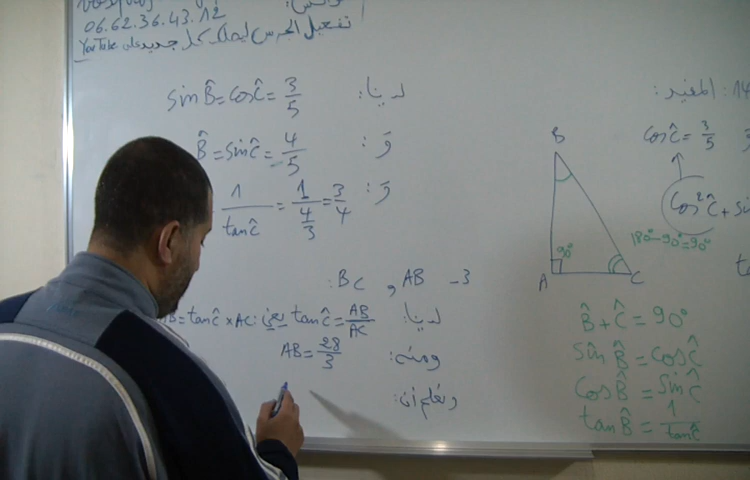 06.62.36.43.12
تفعيل الجرس ليصلك كل جديد على YouTube
لدينا: sin B̂ = cos Ĉ = 3/5
و: B̂ = sin Ĉ = 4/5
و: 1/tan Ĉ = 1/(4/3) = 3/4
3 - AB و BC:
لدينا: tan Ĉ = AB/AC يعني: AB = tan Ĉ × AC
ومنه: AB = 28/3
ونعلم أن:
14: المفيد:
cos Ĉ = 3/5
cos²Ĉ + sin
B
180° - 90° = 90°
90°
A
C
B̂ + Ĉ = 90°
sin B̂ = cos Ĉ
cos B̂ = sin Ĉ
tan B̂ = 1/tan Ĉ